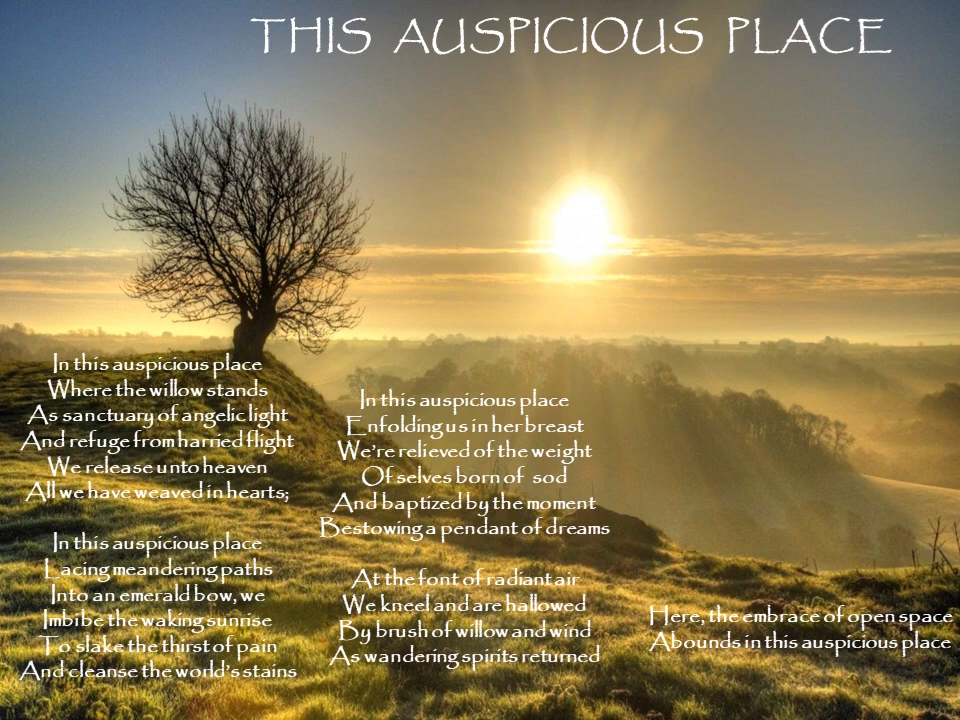 THIS AUSPICIOUS PLACE
In this auspicious place
Where the willow stands
As sanctuary of angelic light
And refuge from harried flight
We release unto heaven
All we have weaved in hearts;
In this auspicious place
Lacing meandering paths
Into an emerald bow, we
Imbibe the waking sunrise
To slake the thirst of pain
And cleanse the world's stains
In this auspicious place
Enfolding us in her breast
We're relieved of the weight
Of selves born of sod
And baptized by the moment
Bestowing a pendant of dreams
At the font of radiant air
We kneel and are hallowed
By brush of willow and wind
As wandering spirits returned
Here, the embrace of open space
Abounds in this auspicious place